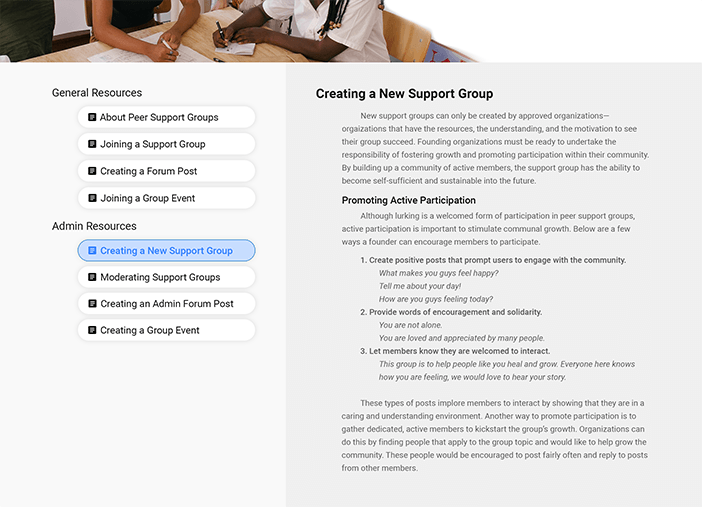 General Resources
About Peer Support Groups
Joining a Support Group
Creating a Forum Post
Joining a Group Event
Admin Resources
Creating a New Support Group
Moderating Support Groups
Creating an Admin Forum Post
Creating a Group Event
Creating a New Support Group
New support groups can only be created by approved organizations—
orgaizations that have the resources, the understanding, and the motivation to see
their group succeed. Founding organizations must be ready to undertake the
responsibility of fostering growth and promoting participation within their community.
By building up a community of active members, the support group has the ability to
become self-sufficient and sustainable into the future.
Promoting Active Participation
Although lurking is a welcomed form of participation in peer support groups,
active participation is important to stimulate communal growth. Below are a few
ways a founder can encourage members to participate.
1. Create positive posts that prompt users to engage with the community.
What makes you guys feel happy?
Tell me about your day!
How are you guys feeling today?
2. Provide words of encouragement and solidarity.
You are not alone.
You are loved and appreciated by many people.
3. Let members know they are welcomed to interact.
This group is to help people like you heal and grow. Everyone here knows
how you are feeling, we would love to hear your story.
These types of posts implore members to interact by showing that they are in a
caring and understanding environment. Another way to promote participation is to
gather dedicated, active members to kickstart the group's growth. Organizations can
do this by finding people that apply to the group topic and would like to help grow the
community. These people would be encouraged to post fairly often and reply to posts
from other members.